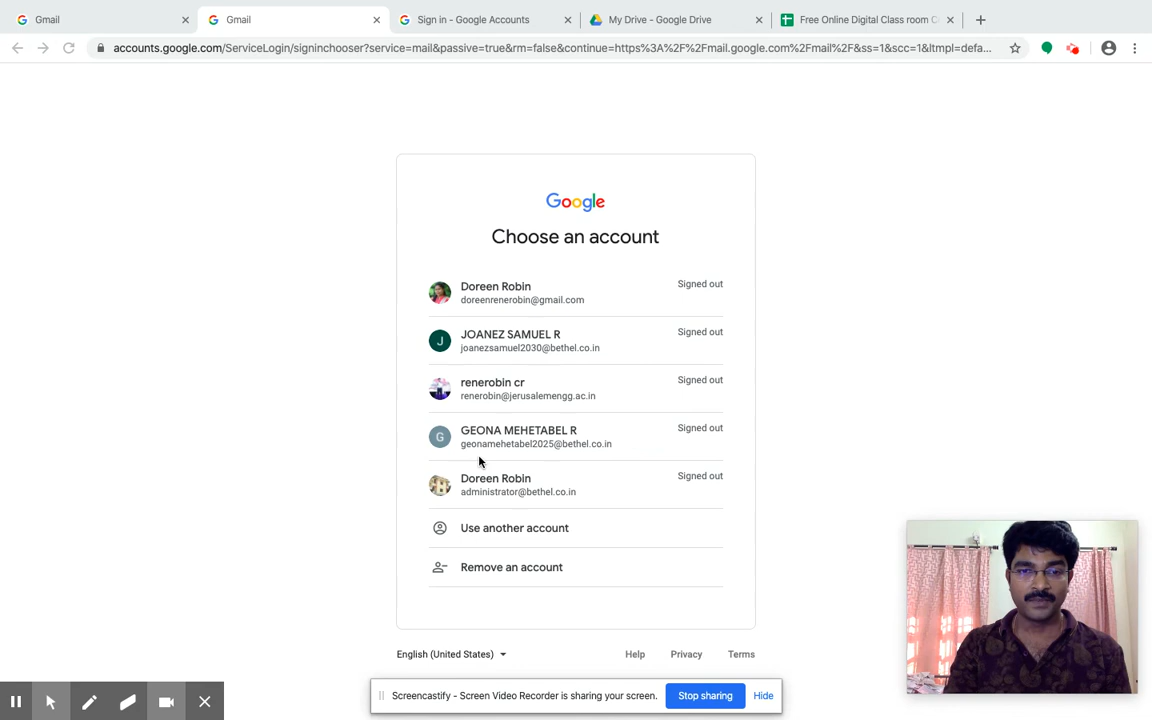 Gmail
Gmail
Sign in - Google Accounts
My Drive - Google Drive
Free Online Digital Class room C
accounts.google.com/ServiceLogin/signinchooser?service=mail&passive=true&rm=false&continue=https%3A%2F%2Fmail.google.com%2Fmail%2F&ss=1&scc=1&ltmpl=defa...
Google
Choose an account
Doreen Robin
Signed out
doreenrenerobin@gmail.com
JOANEZ SAMUEL R
Signed out
J
joanezsamuel2030@bethel.co.in
renerobin cr
Signed out
renerobin@jerusalemengg.ac.in
GEONA MEHETABEL R
Signed out
G
geonamehetabel2025@bethel.co.in
Doreen Robin
Signed out
administrator@bethel.co.in
Use another account
Remove an account
English (United States)
Help
Privacy
Terms
Screencastify - Screen Video Recorder is sharing your screen.
Stop sharing
Hide